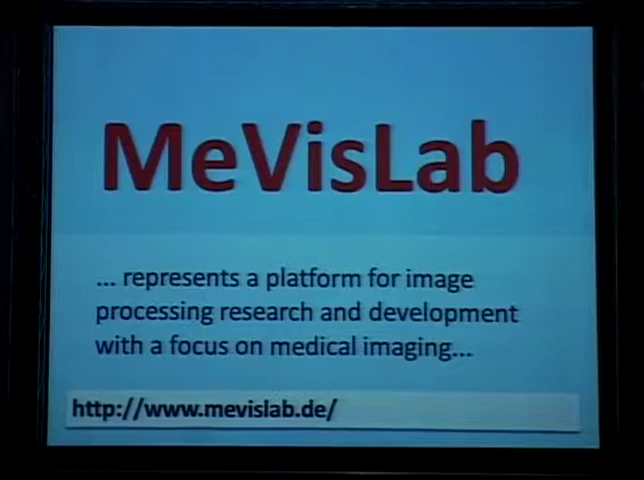 MeVisLab
... represents a platform for image
processing research and development
with a focus on medical imaging...
http://www.mevislab.de/